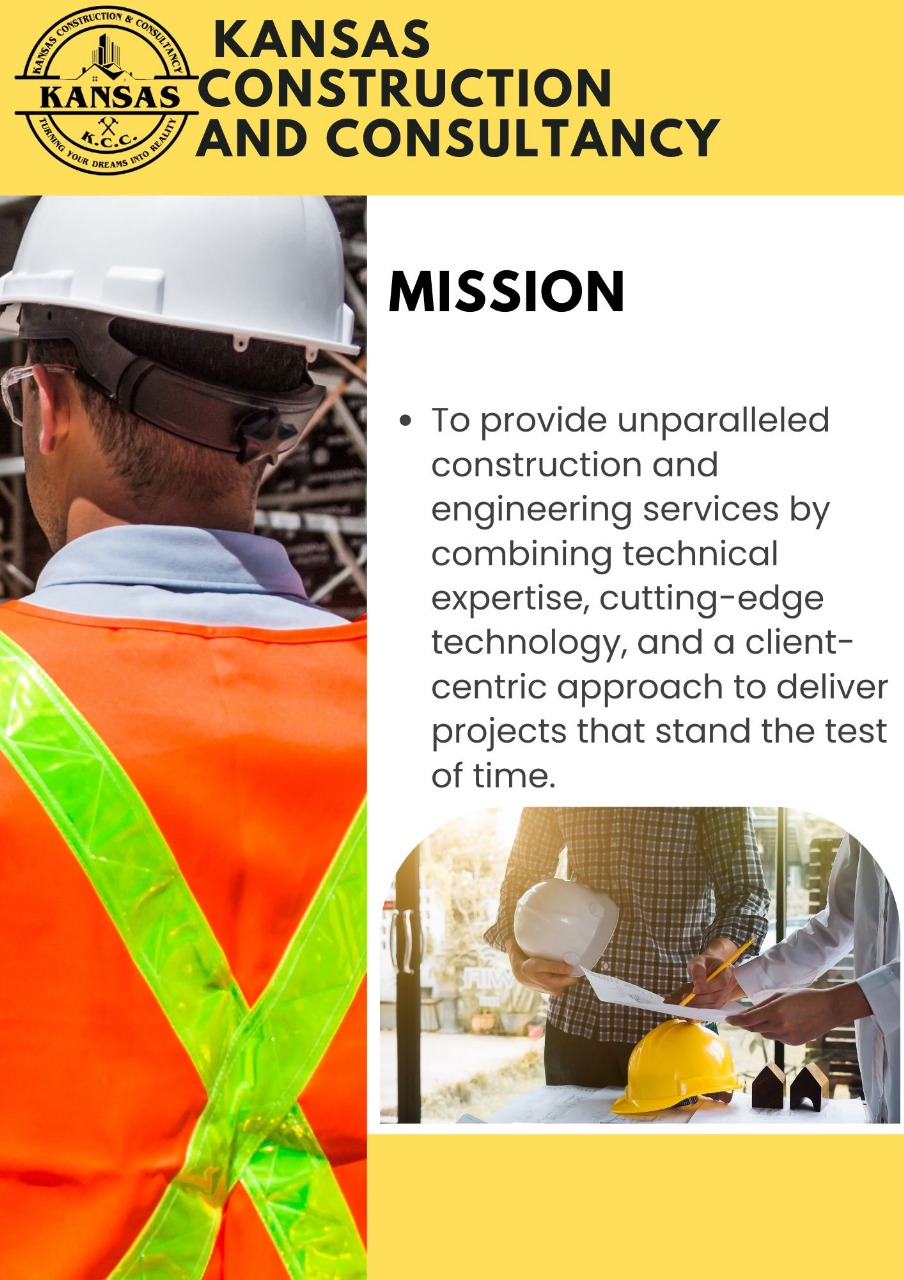 KANSAS CONSTRUCTION & CONSULTANCY
KANSAS
K.C.C.
TURNING YOUR DREAMS INTO REALITY
KANSAS
CONSTRUCTION
AND CONSULTANCY
MISSION
• To provide unparalleled
construction and
engineering services by
combining technical
expertise, cutting-edge
technology, and a client-
centric approach to deliver
projects that stand the test
of time.